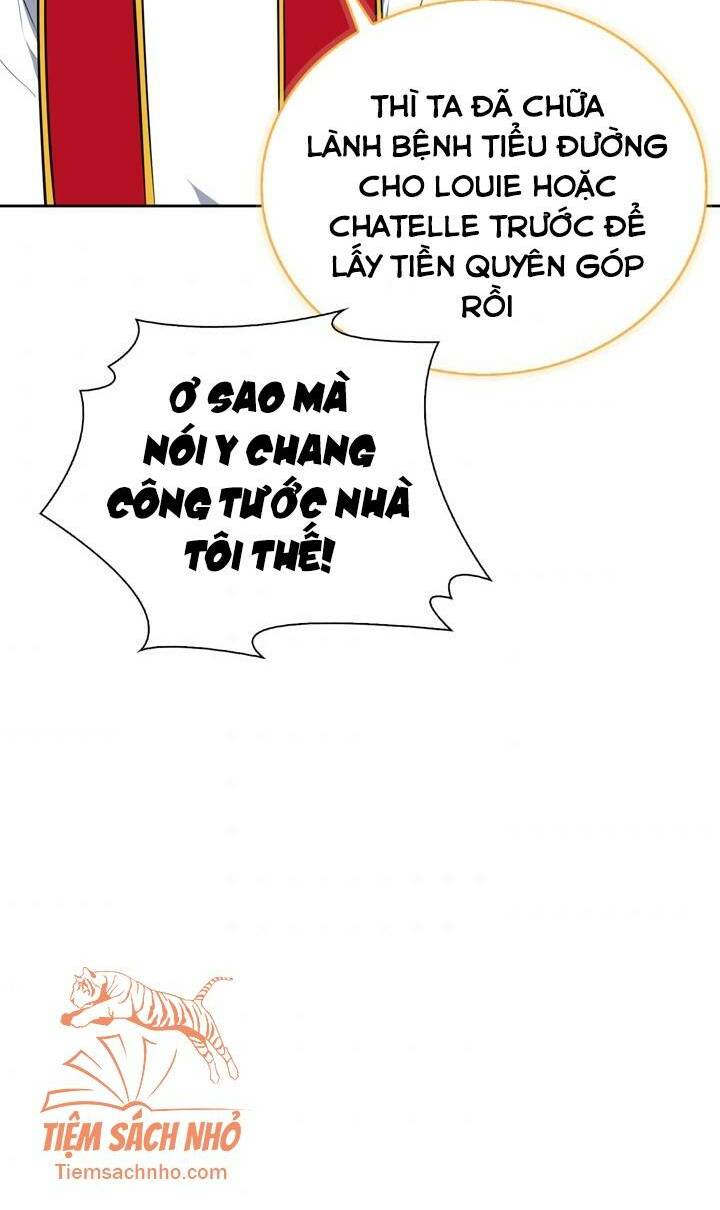 THÌ TA ĐÃ CHỮA
LÀNH BỆNH TIỂU ĐƯỜNG
CHO LOUIE HOẶC
CHATELLE TRƯỚC ĐỂ
LẤY TIỀN QUYÊN GÓP
RỒI
Ơ SAO MÀ
NÓI Y CHANG
CÔNG TƯỚC NHÀ
TÔI THẾ!
TIỆM SÁCH NHỎ
Tiemsachnho.com